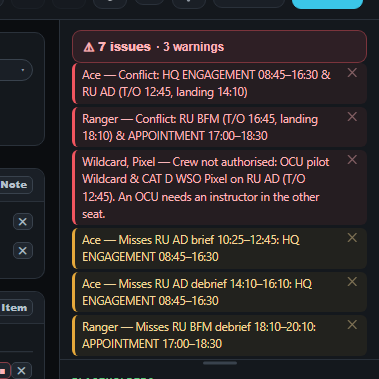 ⚠ 7 issues · 3 warnings
Ace — Conflict: HQ ENGAGEMENT 08:45–16:30 &
RU AD (T/O 12:45, landing 14:10)
Ranger — Conflict: RU BFM (T/O 16:45, landing
18:10) & APPOINTMENT 17:00–18:30
Wildcard, Pixel — Crew not authorised: OCU pilot
Wildcard & CAT D WSO Pixel on RU AD (T/O
12:45). An OCU needs an instructor in the other
seat.
Ace — Misses RU AD brief 10:25–12:45: HQ
ENGAGEMENT 08:45–16:30
Ace — Misses RU AD debrief 14:10–16:10: HQ
ENGAGEMENT 08:45–16:30
Ranger — Misses RU BFM debrief 18:10–20:10:
APPOINTMENT 17:00–18:30
Note
Item